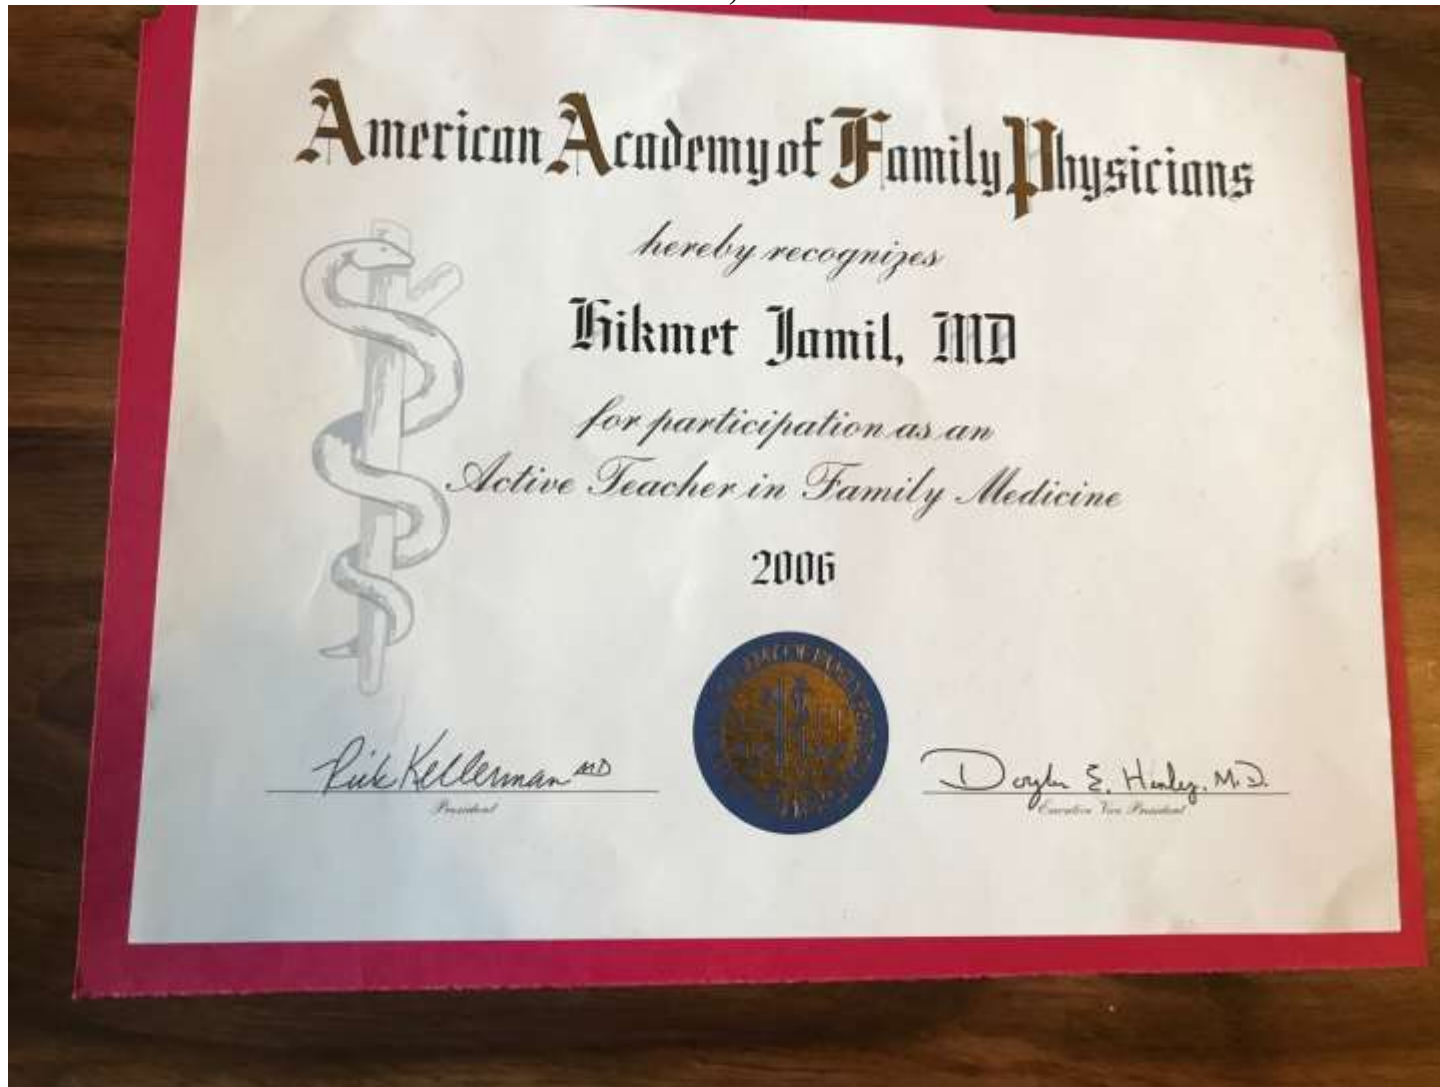 American Academy of Family Physicians
hereby recognizes
Hikmet Jamil, MD
for participation as an
Active Teacher in Family Medicine
2006
Rick Kellerman MD
President
Douglas E. Henley, M.D.
Executive Vice President